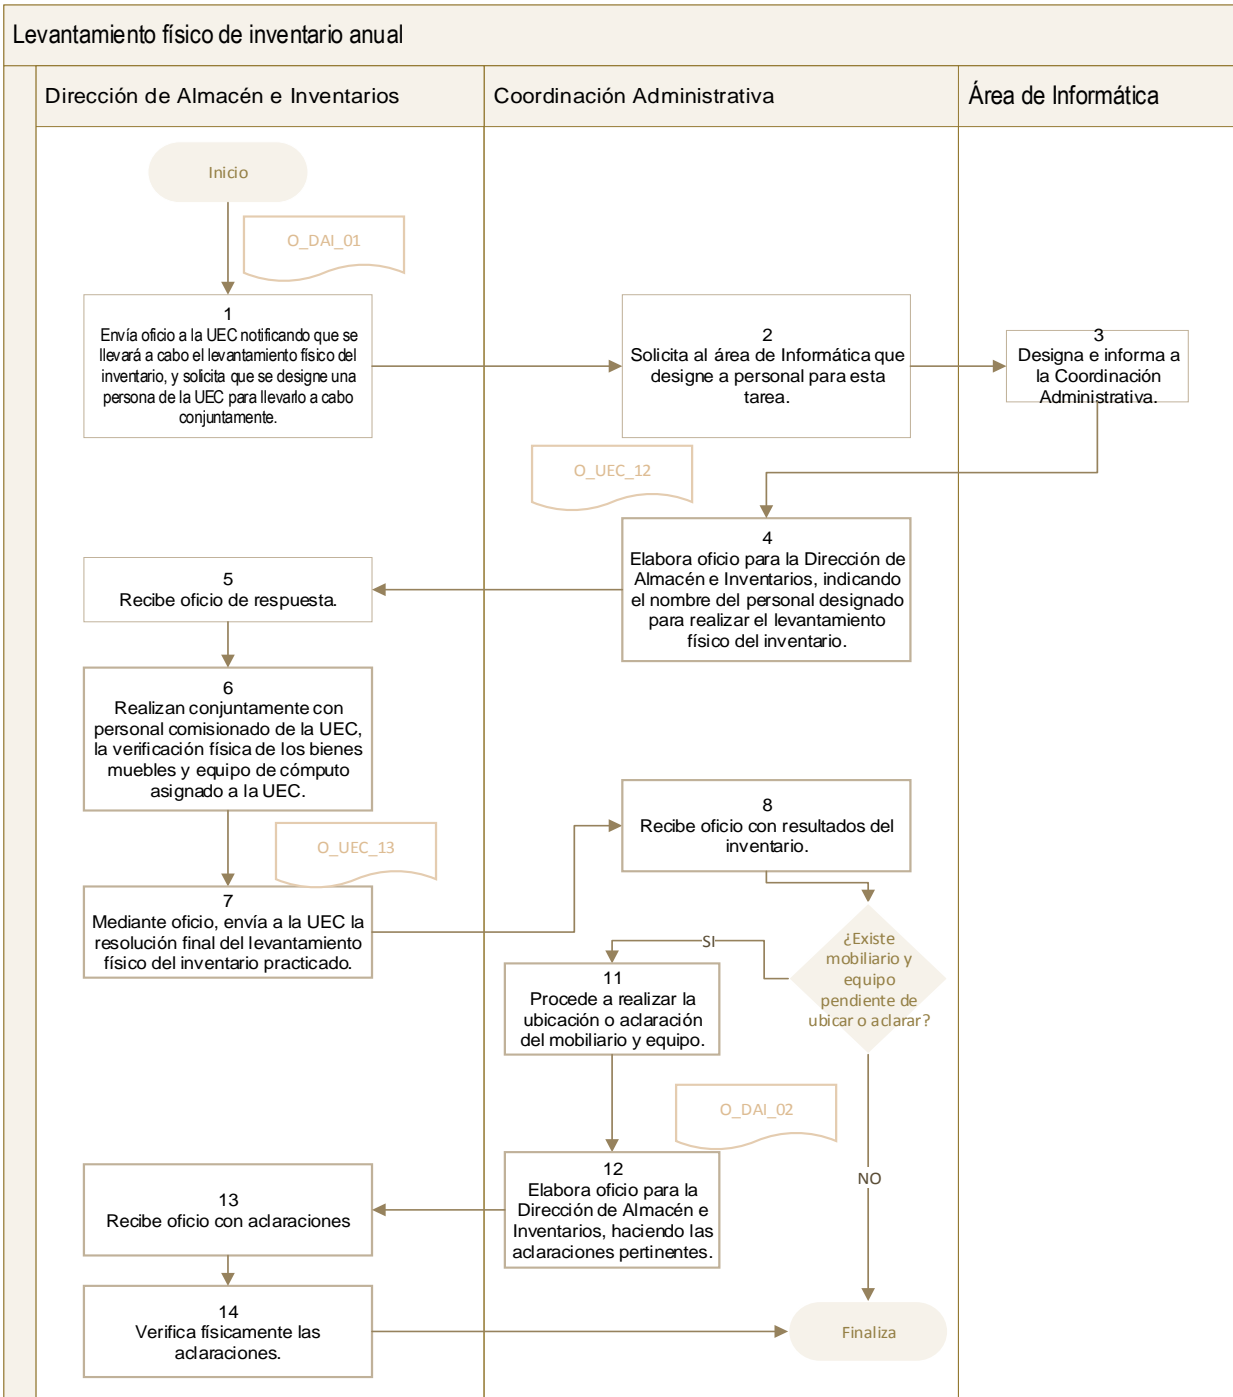 Levantamiento físico de inventario anual
Dirección de Almacén e Inventarios
Coordinación Administrativa
Área de Informática
Inicio
O_DAI_01
1
Envía oficio a la UEC notificando que se
llevará a cabo el levantamiento físico del
inventario, y solicita que se designe una
persona de la UEC para llevarlo a cabo
conjuntamente.
2
Solicita al área de Informática que
designe a personal para esta
tarea.
3
Designa e informa a
la Coordinación
Administrativa.
O_UEC_12
4
Elabora oficio para la Dirección de
Almacén e Inventarios, indicando
el nombre del personal designado
para realizar el levantamiento
físico del inventario.
5
Recibe oficio de respuesta.
6
Realizan conjuntamente con
personal comisionado de la UEC,
la verificación física de los bienes
muebles y equipo de cómputo
asignado a la UEC.
O_UEC_13
7
Mediante oficio, envía a la UEC la
resolución final del levantamiento
físico del inventario practicado.
8
Recibe oficio con resultados del
inventario.
¿Existe
mobiliario y
equipo
pendiente de
ubicar o aclarar?
SI
11
Procede a realizar la
ubicación o aclaración
del mobiliario y equipo.
O_DAI_02
12
Elabora oficio para la
Dirección de Almacén e
Inventarios, haciendo las
aclaraciones pertinentes.
NO
13
Recibe oficio con aclaraciones
14
Verifica físicamente las
aclaraciones.
Finaliza